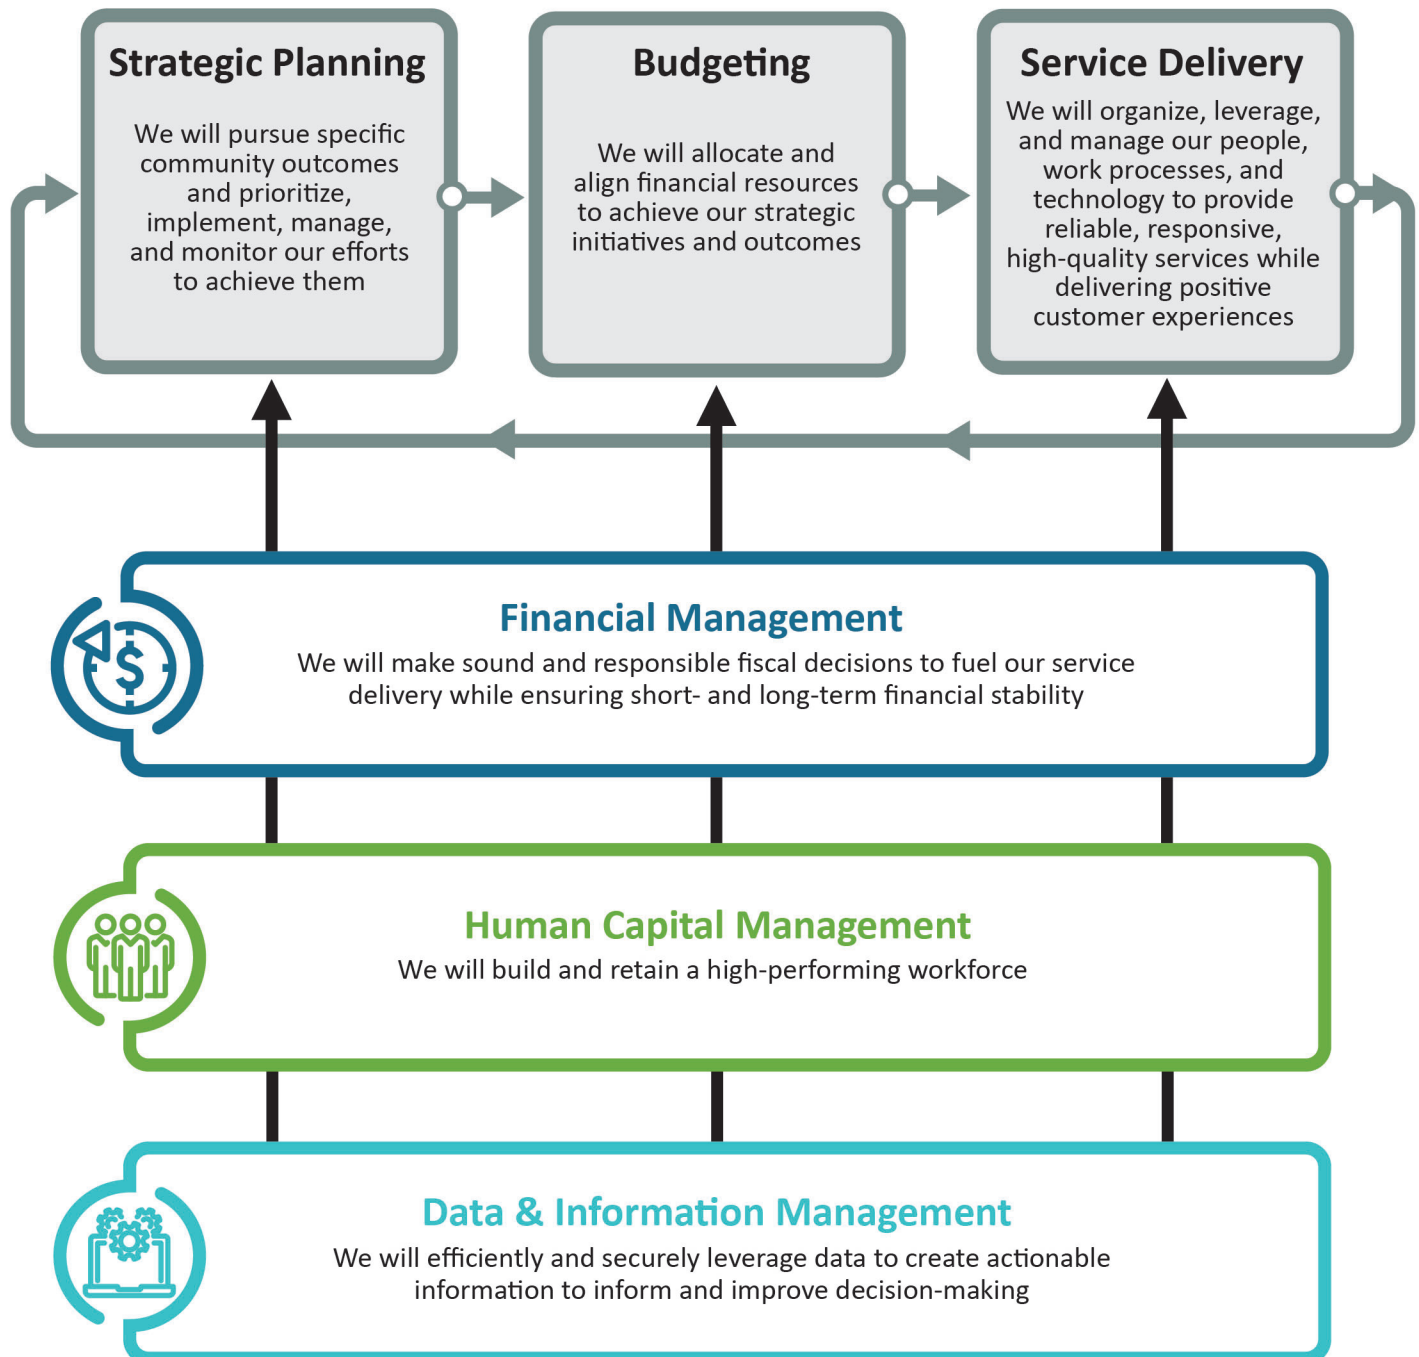 Strategic Planning
We will pursue specific
community outcomes
and prioritize,
implement, manage,
and monitor our efforts
to achieve them
Budgeting
We will allocate and
align financial resources
to achieve our strategic
initiatives and outcomes
Service Delivery
We will organize, leverage,
and manage our people,
work processes, and
technology to provide
reliable, responsive,
high-quality services while
delivering positive
customer experiences
$
Financial Management
We will make sound and responsible fiscal decisions to fuel our service
delivery while ensuring short- and long-term financial stability
Human Capital Management
We will build and retain a high-performing workforce
Data & Information Management
We will efficiently and securely leverage data to create actionable
information to inform and improve decision-making